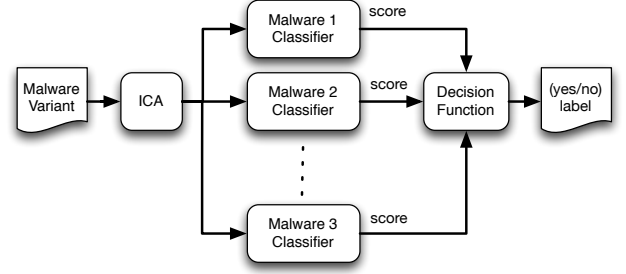 Malware
Variant
ICA
Malware 1
Classifier
score
Malware 2
Classifier
score
Malware 3
Classifier
score
Decision
Function
(yes/no)
label